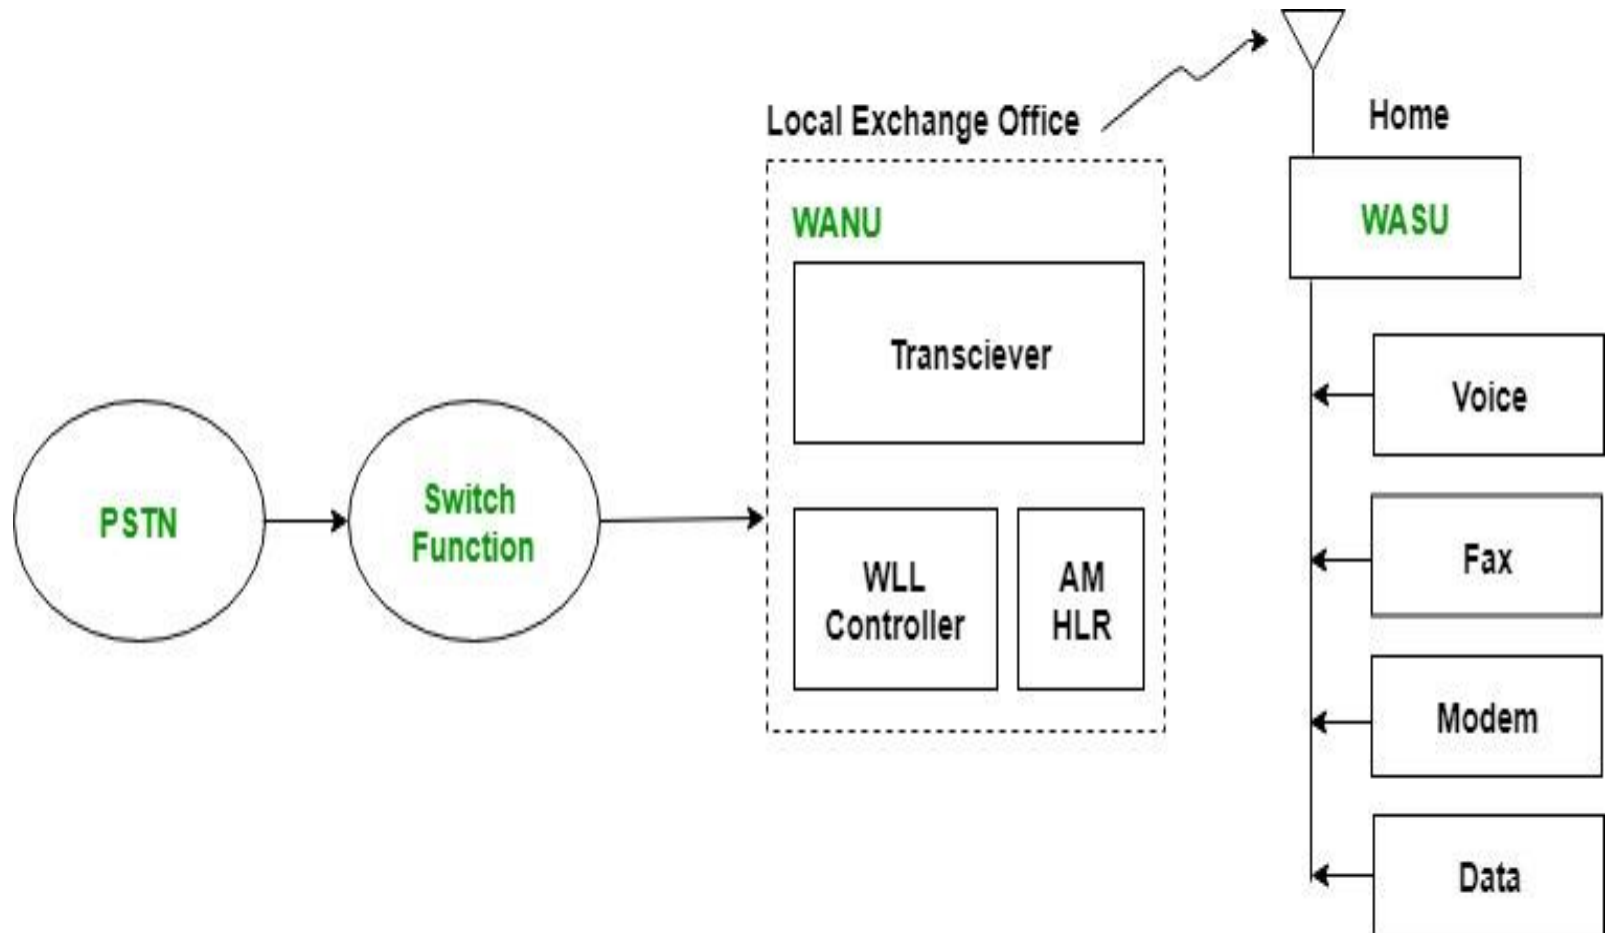 Local Exchange Office
Home
WANU
WASU
Transciever
Voice
PSTN
Switch
Function
Fax
WLL
Controller
AM
HLR
Modem
Data